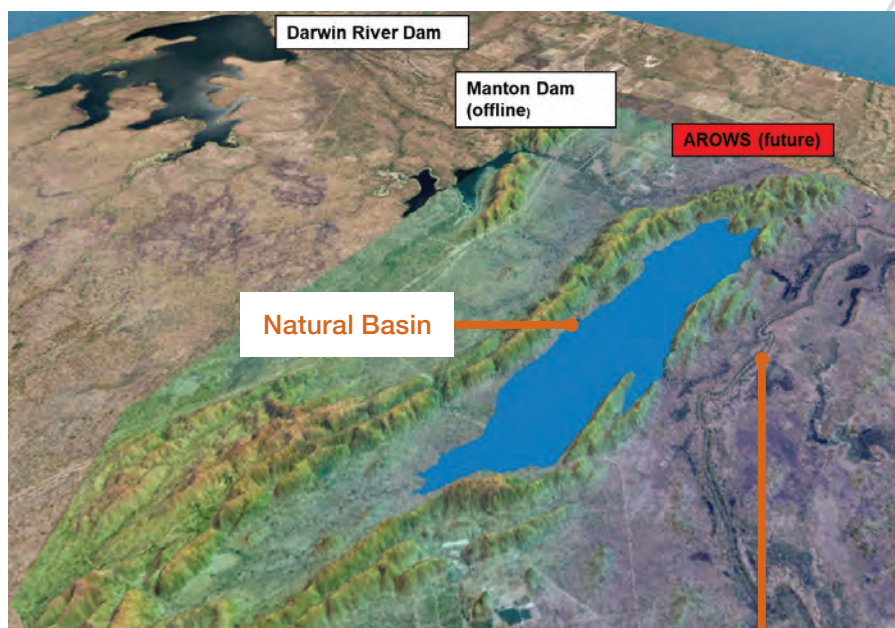 Darwin River Dam
Manton Dam
(offline)
AROWS (future)
Natural Basin